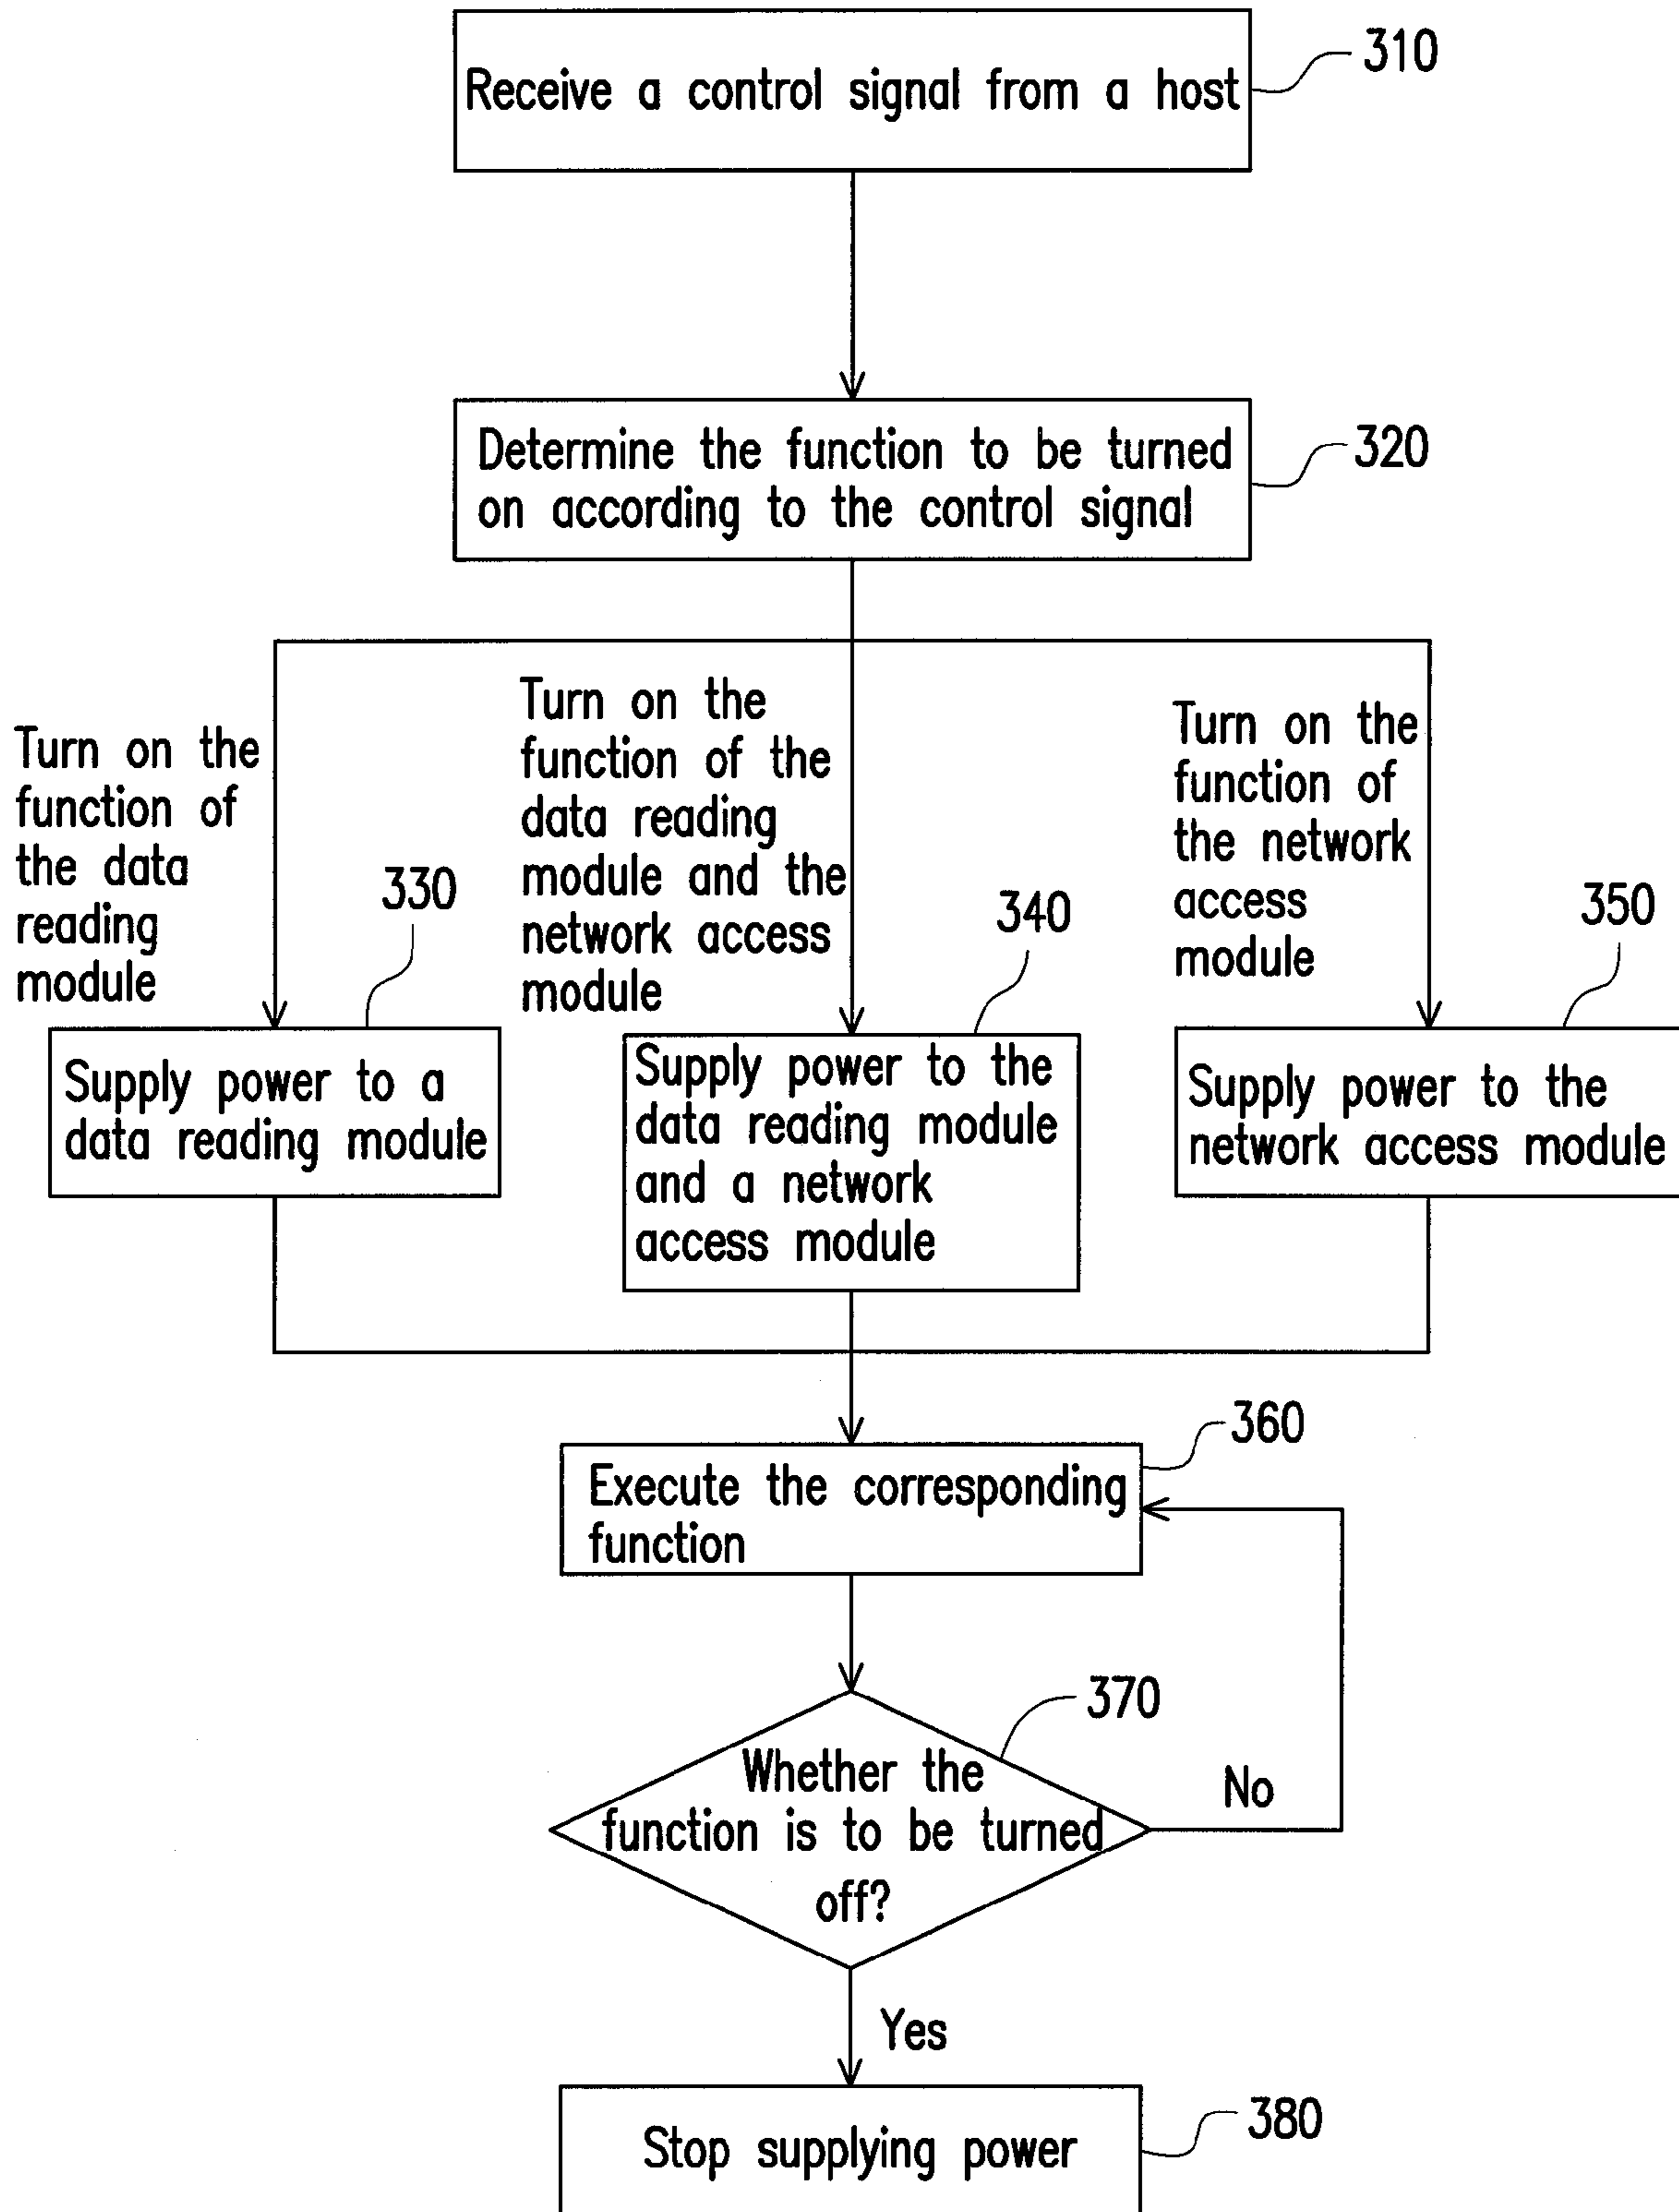 Receive a control signal from a host
310
Determine the function to be turned
on according to the control signal
320
Turn on the
function of
the data
reading
module
Turn on the
function of the
data reading
module and the
network access
module
Turn on the
function of
the network
access
module
330
340
350
Supply power to a
data reading module
Supply power to the
data reading module
and a network
access module
Supply power to the
network access module
360
Execute the corresponding
function
370
Whether the
function is to be turned
off?
No
Yes
380
Stop supplying power